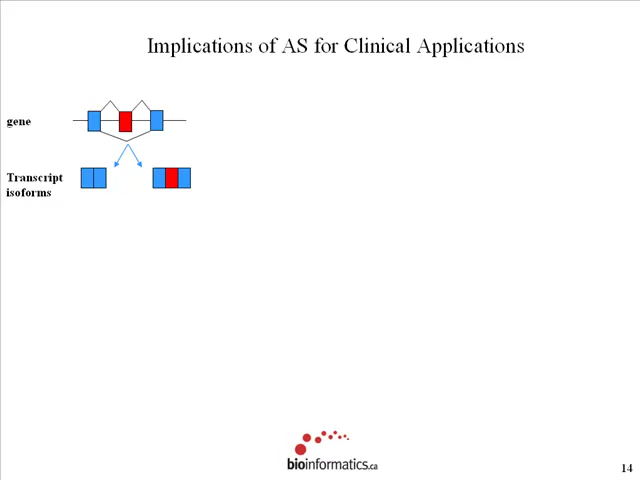 Implications of AS for Clinical Applications
gene
Transcript
isoforms
bioinformatics.ca
14